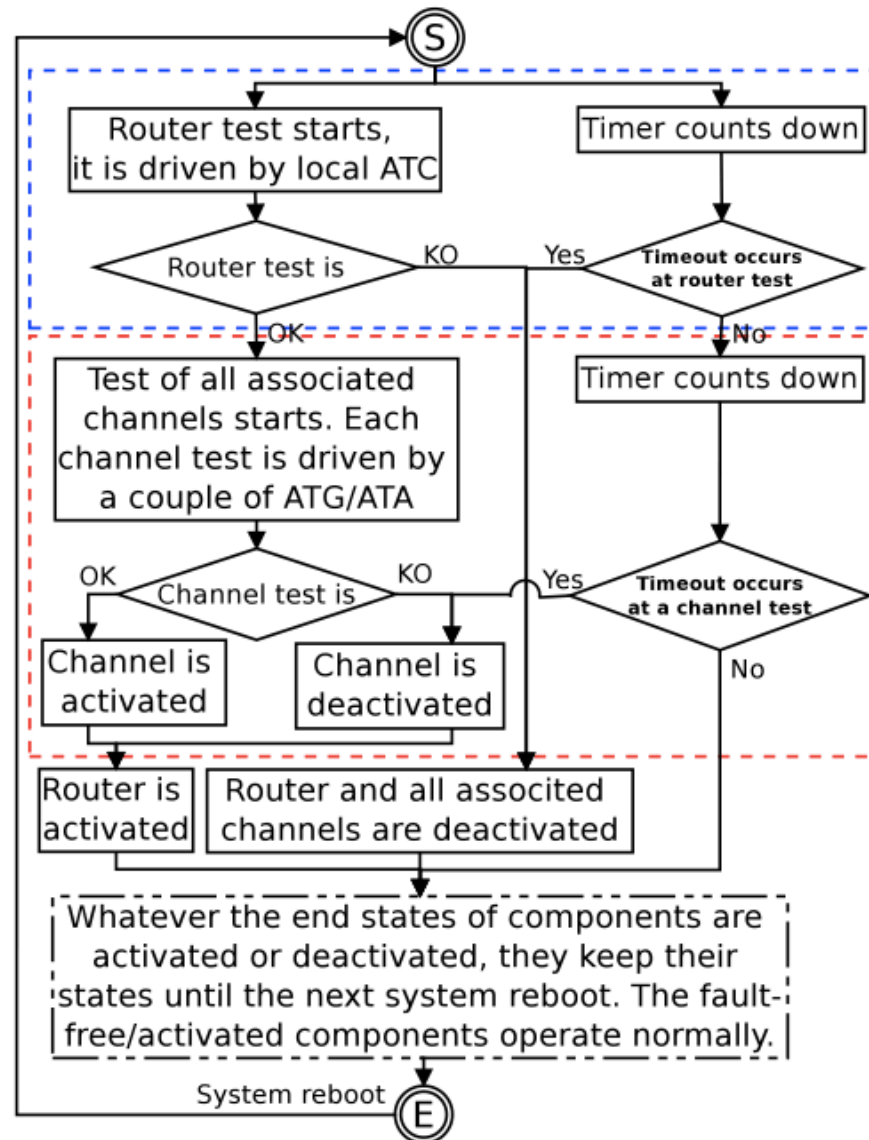 S
Router test starts,
it is driven by local ATC
Timer counts down
Router test is
KO
Yes
Timeout occurs
at router test
OK
No
Test of all associated
channels starts. Each
channel test is driven by
a couple of ATG/ATA
Timer counts down
OK
Channel test is
KO
Yes
Timeout occurs
at a channel test
No
Channel is
activated
Channel is
deactivated
Router is
activated
Router and all associted
channels are deactivated
Whatever the end states of components are
activated or deactivated, they keep their
states until the next system reboot. The fault-
free/activated components operate normally.
System reboot
E